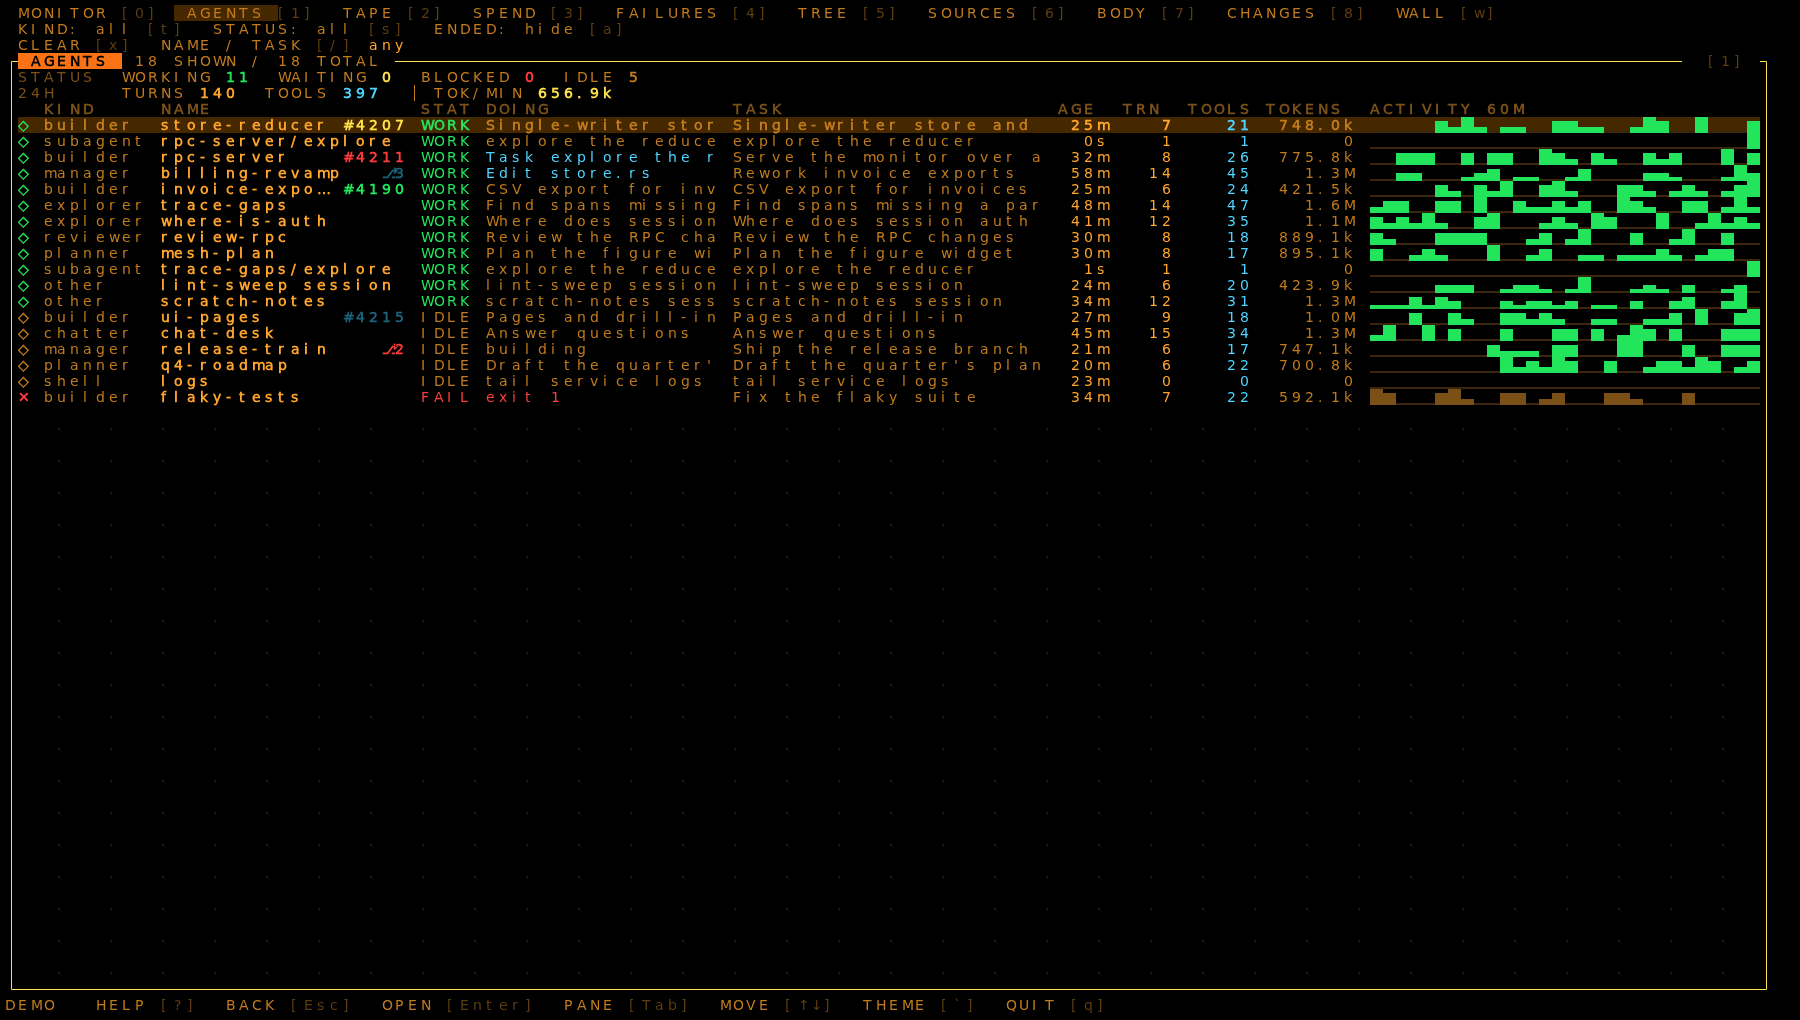 MONITOR [0] AGENTS [1] TAPE [2] SPEND [3] FAILURES [4] TREE [5] SOURCES [6] BODY [7] CHANGES [8] WALL [w]
KIND: all [t] STATUS: all [s] ENDED: hide [a]
CLEAR [x] NAME / TASK [/] any
AGENTS 18 SHOWN / 18 TOTAL [1]
STATUS WORKING 11 WAITING 0 BLOCKED 0 IDLE 5
24H TURNS 140 TOOLS 397 | TOK/MIN 656.9k
KIND NAME STAT DOING TASK AGE TRN TOOLS TOKENS ACTIVITY 60M
◇ builder store-reducer #4207 WORK Single-writer stor Single-writer store and 25m 7 21 748.0k
◇ subagent rpc-server/explore WORK explore the reduce explore the reducer 0s 1 1 0
◇ builder rpc-server #4211 WORK Task explore the r Serve the monitor over a 32m 8 26 775.8k
◇ manager billing-revamp ⎇3 WORK Edit store.rs Rework invoice exports 58m 14 45 1.3M
◇ builder invoice-expo… #4190 WORK CSV export for inv CSV export for invoices 25m 6 24 421.5k
◇ explorer trace-gaps WORK Find spans missing Find spans missing a par 48m 14 47 1.6M
◇ explorer where-is-auth WORK Where does session Where does session auth 41m 12 35 1.1M
◇ reviewer review-rpc WORK Review the RPC cha Review the RPC changes 30m 8 18 889.1k
◇ planner mesh-plan WORK Plan the figure wi Plan the figure widget 30m 8 17 895.1k
◇ subagent trace-gaps/explore WORK explore the reduce explore the reducer 1s 1 1 0
◇ other lint-sweep session WORK lint-sweep session lint-sweep session 24m 6 20 423.9k
◇ other scratch-notes WORK scratch-notes sess scratch-notes session 34m 12 31 1.3M
◇ builder ui-pages #4215 IDLE Pages and drill-in Pages and drill-in 27m 9 18 1.0M
◇ chatter chat-desk IDLE Answer questions Answer questions 45m 15 34 1.3M
◇ manager release-train ⎇2 IDLE building Ship the release branch 21m 6 17 747.1k
◇ planner q4-roadmap IDLE Draft the quarter' Draft the quarter's plan 20m 6 22 700.8k
◇ shell logs IDLE tail service logs tail service logs 23m 0 0 0
× builder flaky-tests FAIL exit 1 Fix the flaky suite 34m 7 22 592.1k
DEMO HELP [?] BACK [Esc] OPEN [Enter] PANE [Tab] MOVE [↑↓] THEME [`] QUIT [q]